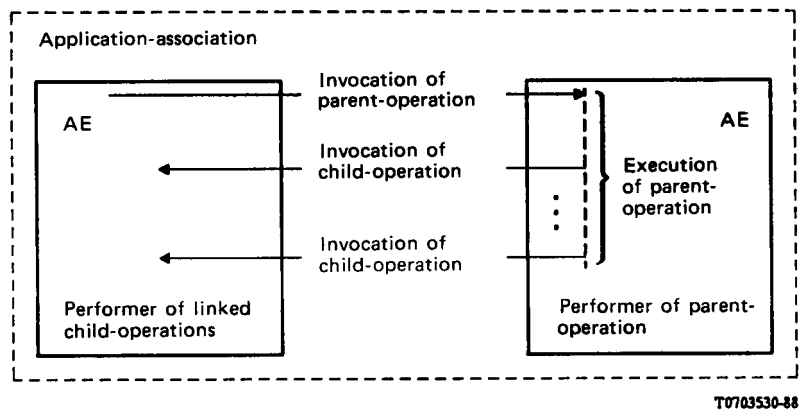 Application-association
AE
Invocation of
parent-operation
AE
Invocation of
child-operation
Execution
of parent-
operation
Invocation of
child-operation
Performer of linked
child-operations
Performer of parent-
operation
T0703530-88